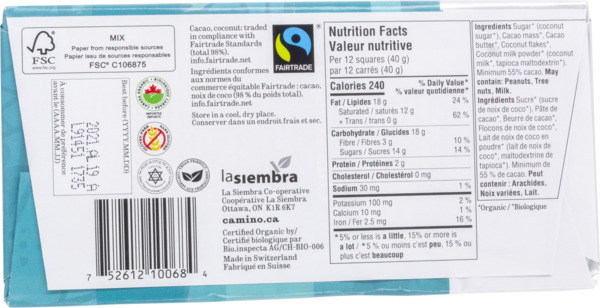 FSC
www.fsc.org
MIX
Paper from responsible sources
Papier issu de sources responsables
FSC® C106875
À consommer de préférence
avant le (AAAA.MM.JJ)
Best before (YYYY.MM.DD)
Cacao, coconut: traded
in compliance with
Fairtrade Standards
(total 98%).
info.fairtrade.net
Ingrédients conformes
aux normes du
commerce équitable Fairtrade : cacao,
noix de coco (98 % du poids total).
info.fairtrade.net
Store in a cool, dry place.
Conserver dans un endroit frais et sec.
FAIRTRADE
lasiembra
La Siembra Co-operative
Coopérative La Siembra
Ottawa, ON K1R 6K7
camino.ca
Certified Organic by/
Certifié biologique par
Bio.inspecta AG/CH-BIO-006
Made in Switzerland
Fabriqué en Suisse
7 52612 10068 4
Nutrition Facts
Valeur nutritive
Per 12 squares (40 g)
par 12 carrés (40 g)
Calories 240
% Daily Value*
% valeur quotidienne*
Fat / Lipides 18 g 24 %
Saturated / saturés 12 g
+ Trans / trans 0 g 62 %
Carbohydrate / Glucides 18 g
Fibre / Fibres 3 g 10 %
Sugars / Sucres 14 g 14 %
Protein / Protéines 2 g
Cholesterol / Cholestérol 0 mg
Sodium 30 mg 1 %
Potassium 100 mg 2 %
Calcium 10 mg 1 %
Iron / Fer 2.5 mg 16 %
*5% or less is a little, 15% or more is
a lot / *5 % ou moins c'est peu, 15 % ou
plus c'est beaucoup
Ingredients Sugar* (coconut
sugar*), Cacao mass*, Cacao
butter*, Coconut flakes*,
Coconut milk powder* (coconut
milk*, tapioca maltodextrin*).
Minimum 55% cacao. May
contain: Peanuts, Tree
nuts, Milk.
Ingrédients Sucre* (sucre
de noix de coco*), Pâte de
cacao*, Beurre de cacao*,
Flocons de noix de coco*,
Lait de noix de coco en
poudre* (lait de noix de
coco*, maltodextrine de
tapioca*). Minimum de
55 % de cacao. Peut
contenir : Arachides,
Noix variées, Lait.
*Organic / *Biologique